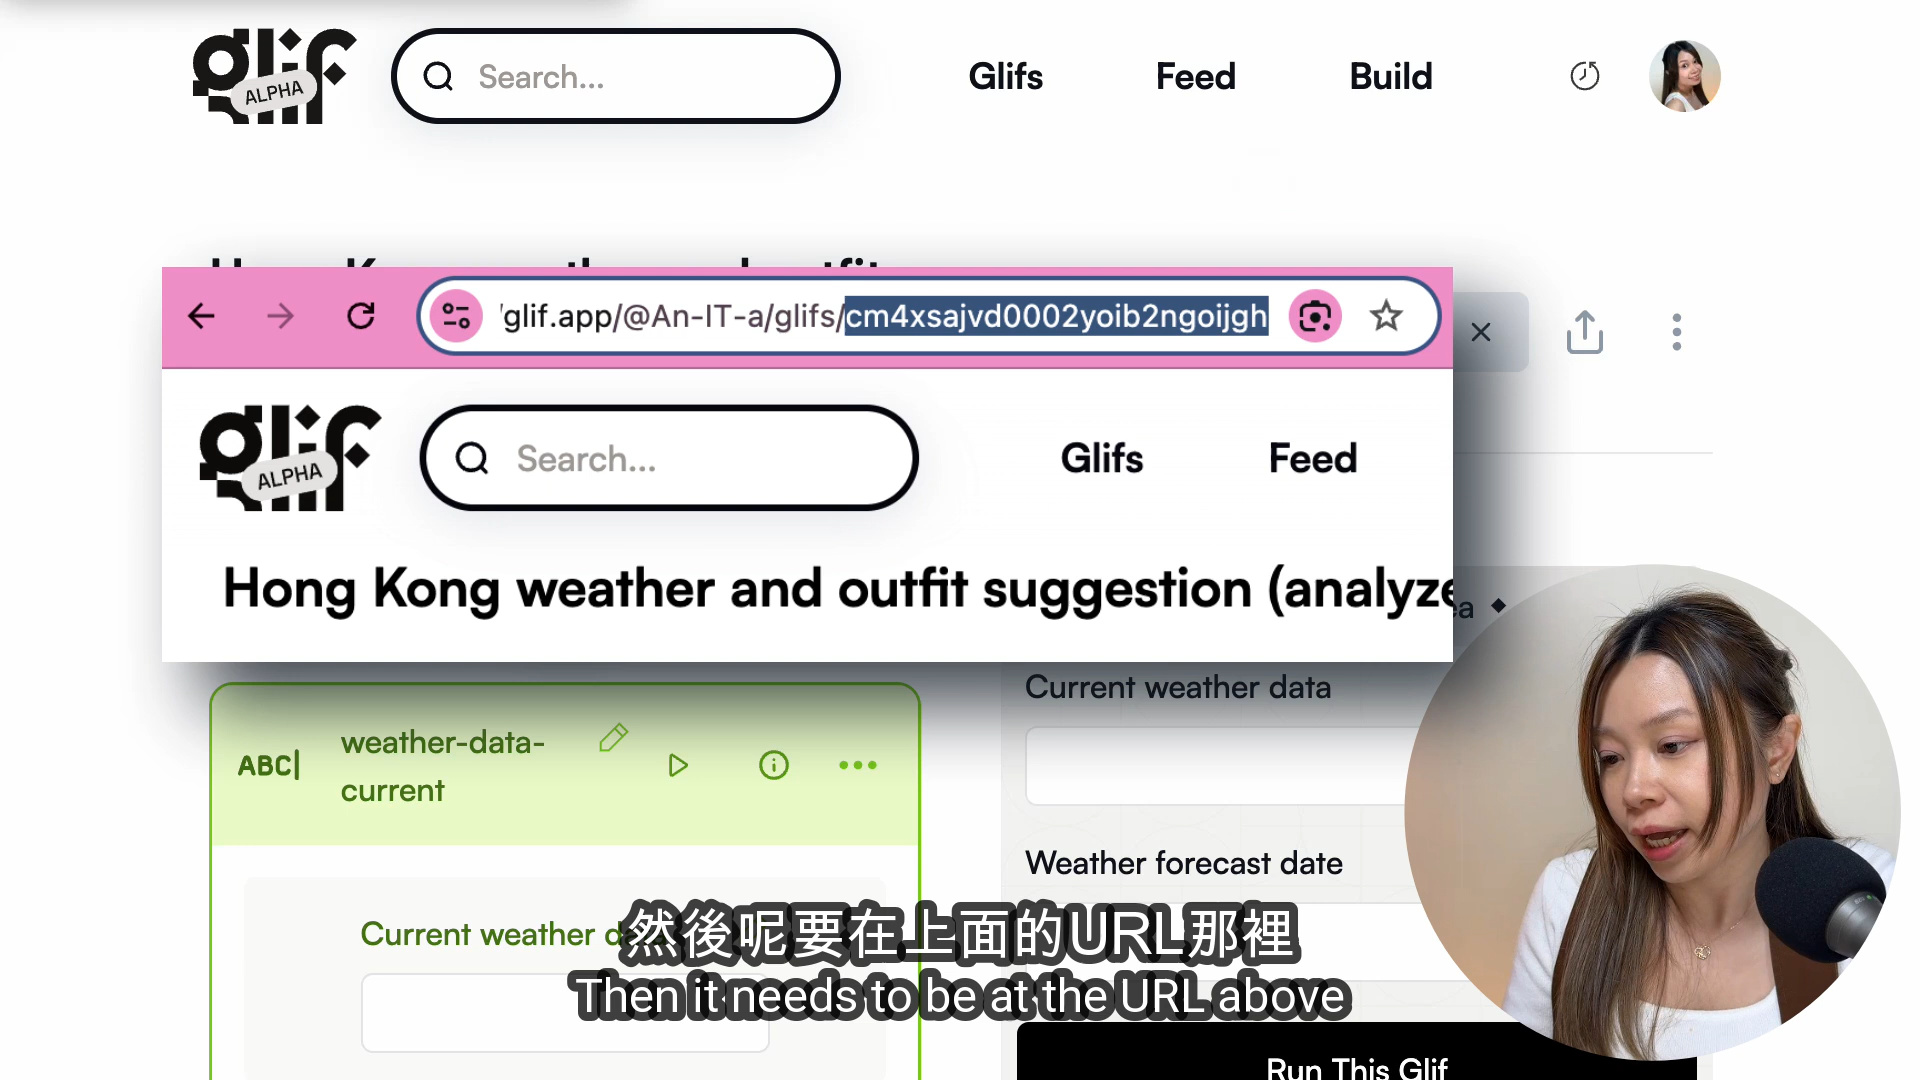 glif
ALPHA
Search...
Glifs
Feed
Build
/glif.app/@An-IT-a/glifs/cm4xsajvd0002yoib2ngoijgh
glif
ALPHA
Search...
Glifs
Feed
Hong Kong weather and outfit suggestion (analyze
ABC|
weather-data-
current
Current weather data
Current weather
Weather forecast date
然後呢要在上面的URL那裡
Then it needs to be at the URL above
Run This Glif